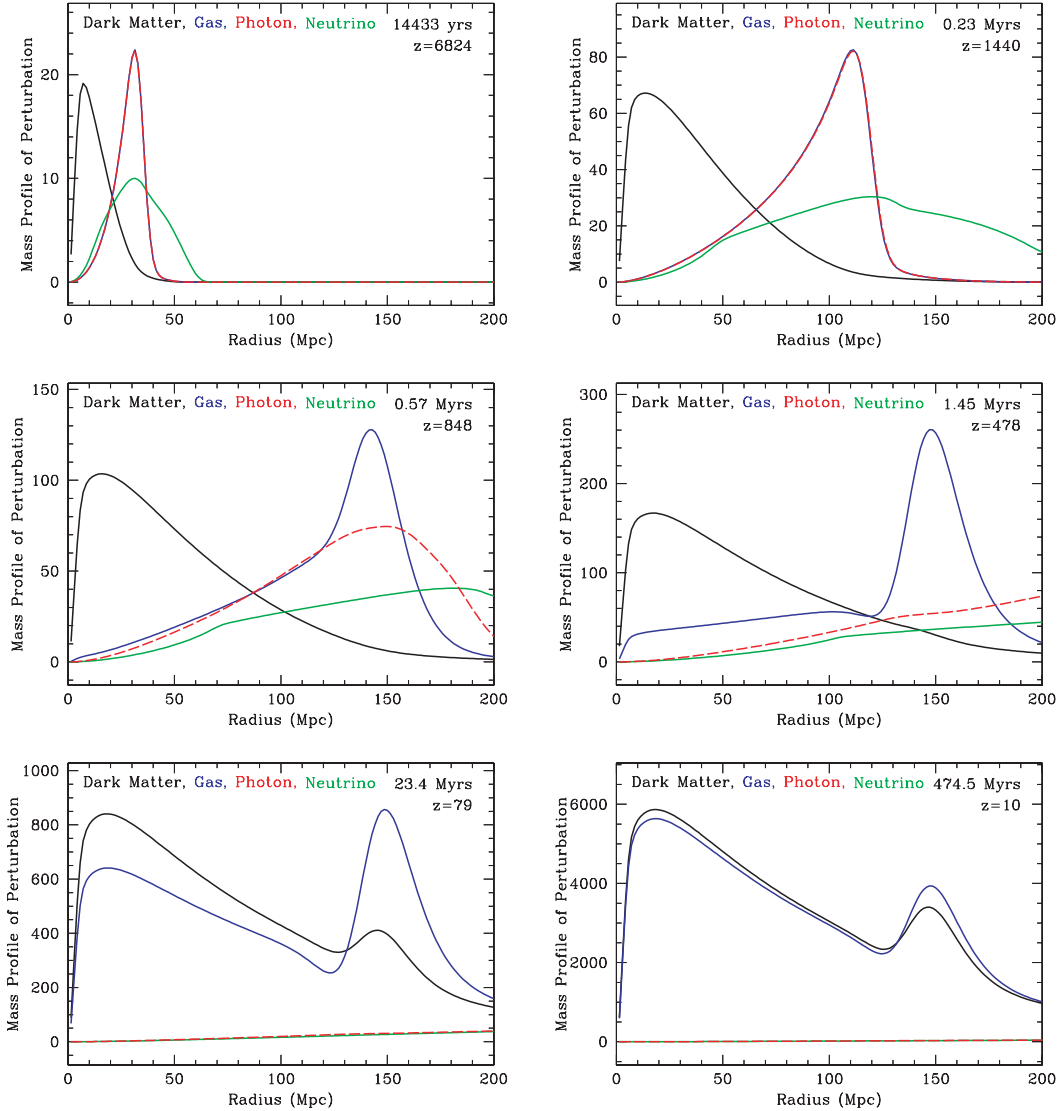 Dark Matter, Gas, Photon, Neutrino 14433 yrs
z=6824
Mass Profile of Perturbation
20
10
0
0 50 100 150 200
Radius (Mpc)
Dark Matter, Gas, Photon, Neutrino 0.23 Myrs
z=1440
Mass Profile of Perturbation
80
60
40
20
0
0 50 100 150 200
Radius (Mpc)
Dark Matter, Gas, Photon, Neutrino 0.57 Myrs
z=848
Mass Profile of Perturbation
150
100
50
0
0 50 100 150 200
Radius (Mpc)
Dark Matter, Gas, Photon, Neutrino 1.45 Myrs
z=478
Mass Profile of Perturbation
300
200
100
0
0 50 100 150 200
Radius (Mpc)
Dark Matter, Gas, Photon, Neutrino 23.4 Myrs
z=79
Mass Profile of Perturbation
1000
800
600
400
200
0
0 50 100 150 200
Radius (Mpc)
Dark Matter, Gas, Photon, Neutrino 474.5 Myrs
z=10
Mass Profile of Perturbation
6000
4000
2000
0
0 50 100 150 200
Radius (Mpc)